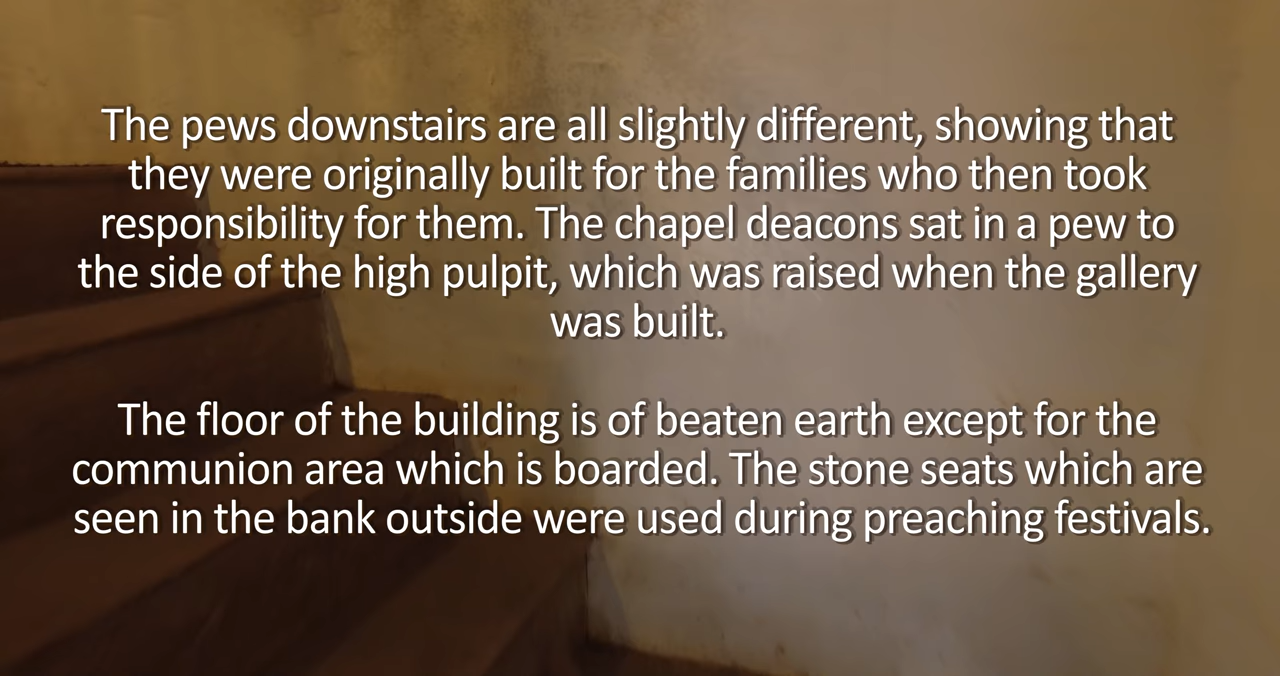 The pews downstairs are all slightly different, showing that
they were originally built for the families who then took
responsibility for them. The chapel deacons sat in a pew to
the side of the high pulpit, which was raised when the gallery
was built.
The floor of the building is of beaten earth except for the
communion area which is boarded. The stone seats which are
seen in the bank outside were used during preaching festivals.